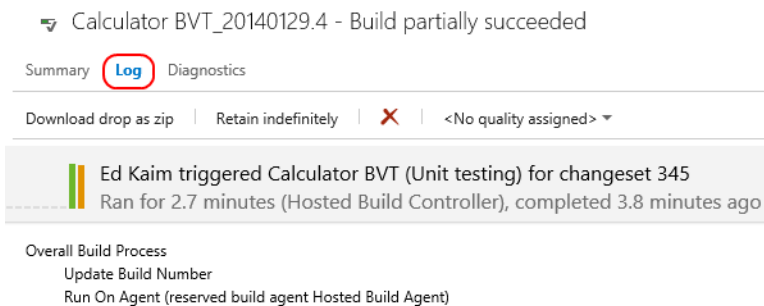 Calculator BVT_20140129.4 - Build partially succeeded
Summary Log Diagnostics
Download drop as zip Retain indefinitely <No quality assigned>
Ed Kaim triggered Calculator BVT (Unit testing) for changeset 345
Ran for 2.7 minutes (Hosted Build Controller), completed 3.8 minutes ago
Overall Build Process
Update Build Number
Run On Agent (reserved build agent Hosted Build Agent)